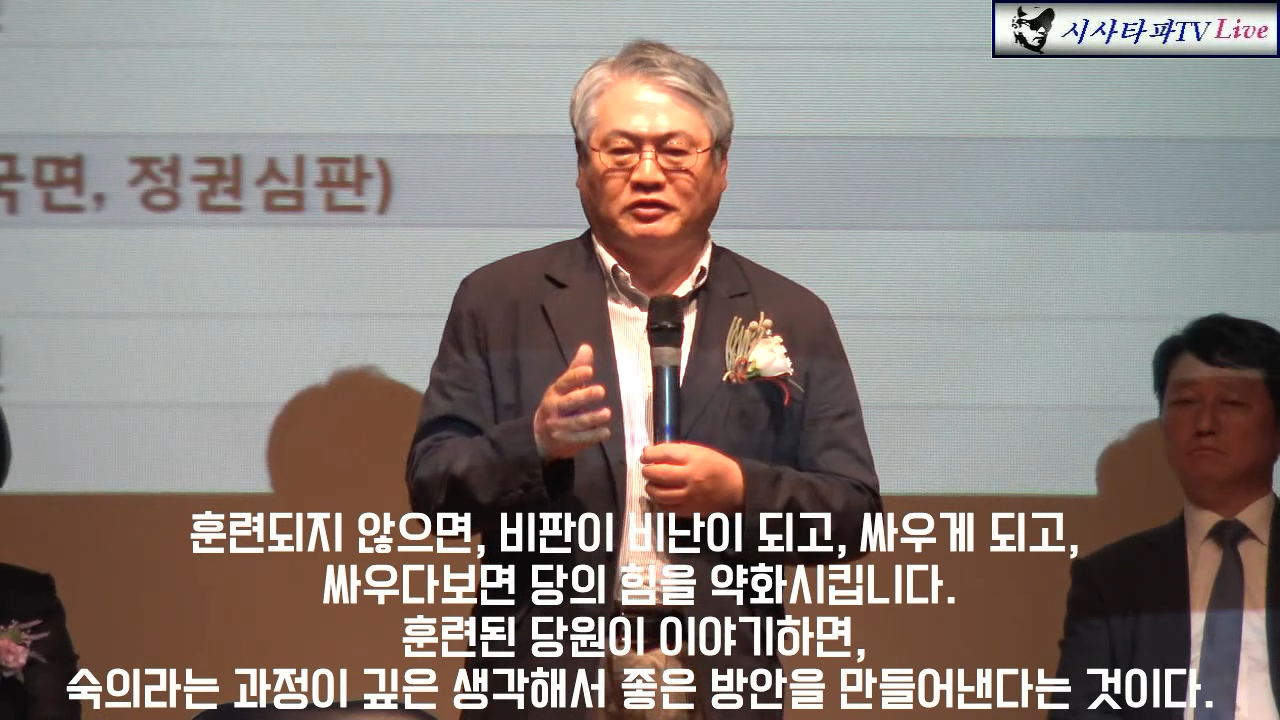 시사타파TV Live
국면, 정권심판)
훈련되지 않으면, 비판이 비난이 되고, 싸우게 되고,
싸우다보면 당의 힘을 약화시킵니다.
훈련된 당원이 이야기하면,
숙의라는 과정이 깊은 생각해서 좋은 방안을 만들어낸다는 것이다.